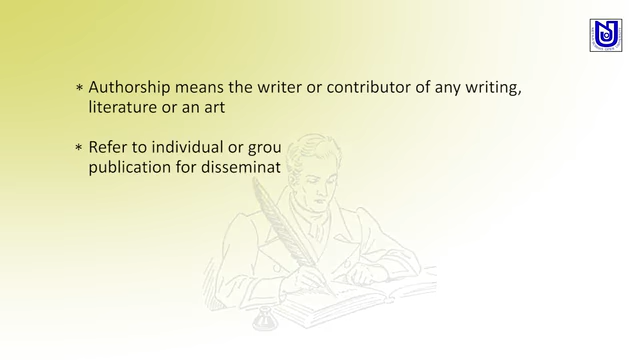 * Authorship means the writer or contributor of any writing,
literature or an art
* Refer to individual or grou
publication for disseminat